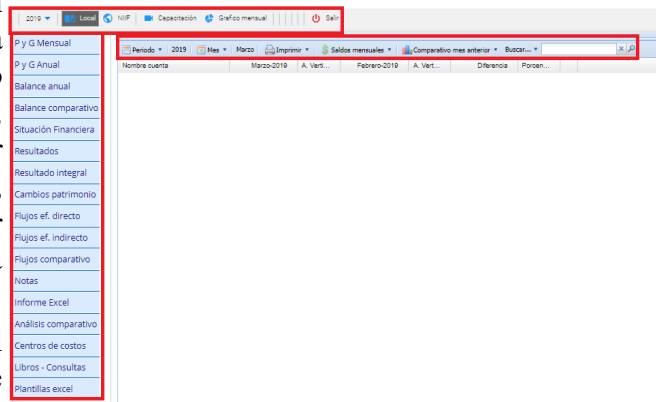 2019 Local NIIF Capacitación Gráfico mensual Salir
P y G Mensual
P y G Anual
Balance anual
Balance comparativo
Situación Financiera
Resultados
Resultado integral
Cambios patrimonio
Flujos ef. directo
Flujos ef. indirecto
Flujos comparativo
Notas
Informe Excel
Análisis comparativo
Centros de costos
Libros - Consultas
Plantillas excel
Periodo 2019 Mes Marzo Imprimir Saldos mensuales Comparativo mes anterior Buscar...
Nombre cuenta Marzo-2019 A. Verti... Febrero-2019 A. Vert... Diferencia Porcen...